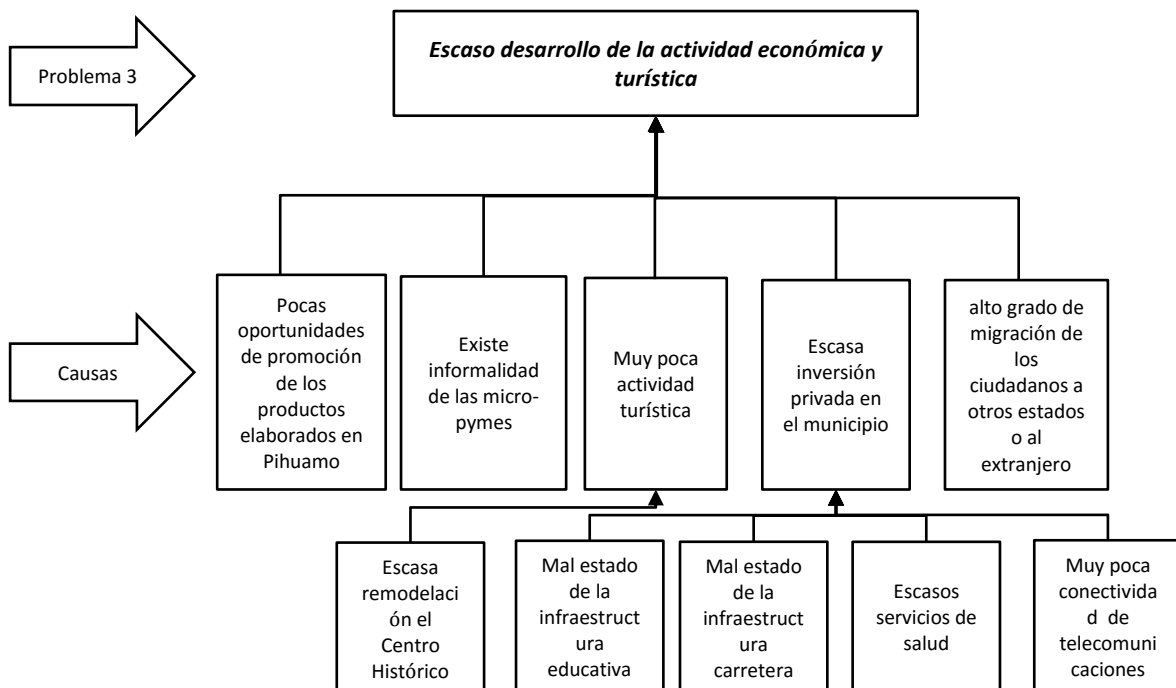 Problema 3
Escaso desarrollo de la actividad económica y
turística
Causas
Pocas
oportunidades
de promoción
de los
productos
elaborados en
Pihuamo
Existe
informalidad
de las micro-
pymes
Muy poca
actividad
turística
Escasa
inversión
privada en
el municipio
alto grado de
migración de
los
ciudadanos a
otros estados
o al
extranjero
Escasa
remodelaci
ón el
Centro
Histórico
Mal estado
de la
infraestruct
ura
educativa
Mal estado
de la
infraestruct
ura
carretera
Escasos
servicios de
salud
Muy poca
conectivida
d de
telecomuni
caciones